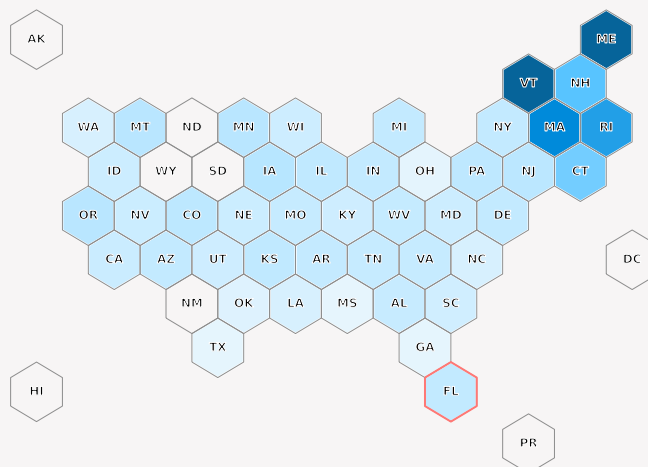 AK
ME
VT NH
WA MT ND MN WI MI NY MA RI
ID WY SD IA IL IN OH PA NJ CT
OR NV CO NE MO KY WV MD DE
CA AZ UT KS AR TN VA NC DC
NM OK LA MS AL SC
TX GA
HI FL
PR